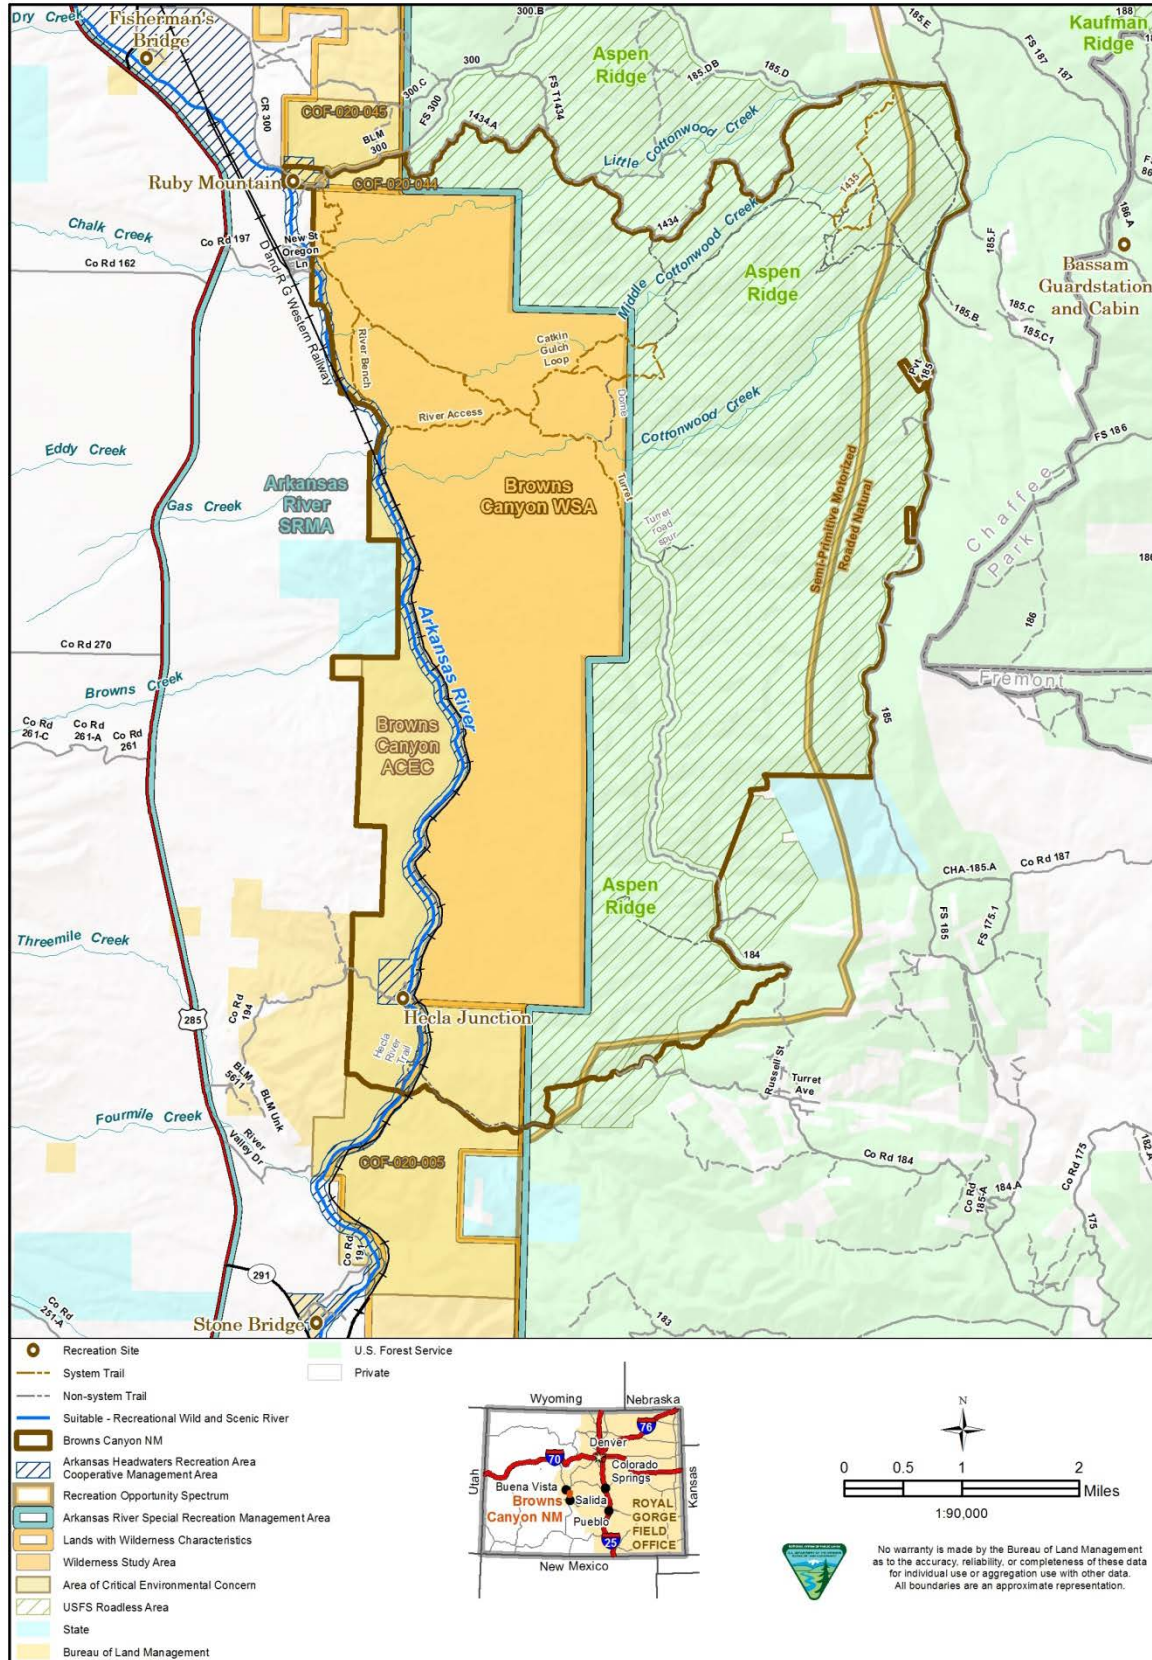 Dry Creek
Fisherman's
Bridge
300.B
300
185.E
188
Kaufman
Ridge
FS 187
187
Aspen
Ridge
185.DB
185.D
300.C
FS 300
FS T1434
CR 300
COF-020-045
BLM
300
1434.A
Little Cottonwood Creek
Ruby Mountain
COF-020-044
1435
186.A
Chalk Creek
Co Rd 197
New St
Oregon
Ln
1434
185.F
Co Rd 162
D and R G Western Railway
Middle Cottonwood Creek
Aspen
Ridge
Bassam
Guardstation
and Cabin
185.B
185.C
185.C1
River Bench
Catkin
Gulch
Loop
Pvt
185
Dome
River Access
Cottonwood Creek
FS 186
Eddy Creek
Arkansas
River
SRMA
Gas Creek
Browns
Canyon WSA
Turret
Turret
road
spur
Semi-Primitive Motorized
Roaded Natural
Chaffee
Park
186
186
Arkansas River
Co Rd 270
Browns Creek
Fremont
Co Rd
261-C
Co Rd
261-A
Co Rd
261
Browns
Canyon
ACEC
185
CHA-185.A
Co Rd 187
Aspen
Ridge
FS 185
FS 175.1
Threemile Creek
184
Co Rd
194
285
Hecla Junction
Hecla
River
Trail
BLM
5611
BLM Unk
Russell St
Turret
Ave
Fourmile Creek
River
Valley Dr
COF-020-005
Co Rd 184
Co Rd 175
182.A
Co Rd
185-A
184.A
175
Co Rd
191
291
Co Rd
251-A
Stone Bridge
183
Recreation Site
System Trail
Non-system Trail
Suitable - Recreational Wild and Scenic River
Browns Canyon NM
Arkansas Headwaters Recreation Area
Cooperative Management Area
Recreation Opportunity Spectrum
Arkansas River Special Recreation Management Area
Lands with Wilderness Characteristics
Wilderness Study Area
Area of Critical Environmental Concern
USFS Roadless Area
State
Bureau of Land Management
U.S. Forest Service
Private
Wyoming
Nebraska
76
Denver
70
Colorado
Springs
Utah
Kansas
Buena Vista
Salida
Browns
Canyon NM
Pueblo
ROYAL
GORGE
FIELD
OFFICE
25
New Mexico
N
0 0.5 1 2
Miles
1:90,000
No warranty is made by the Bureau of Land Management
as to the accuracy, reliability, or completeness of these data
for individual use or aggregation use with other data.
All boundaries are an approximate representation.